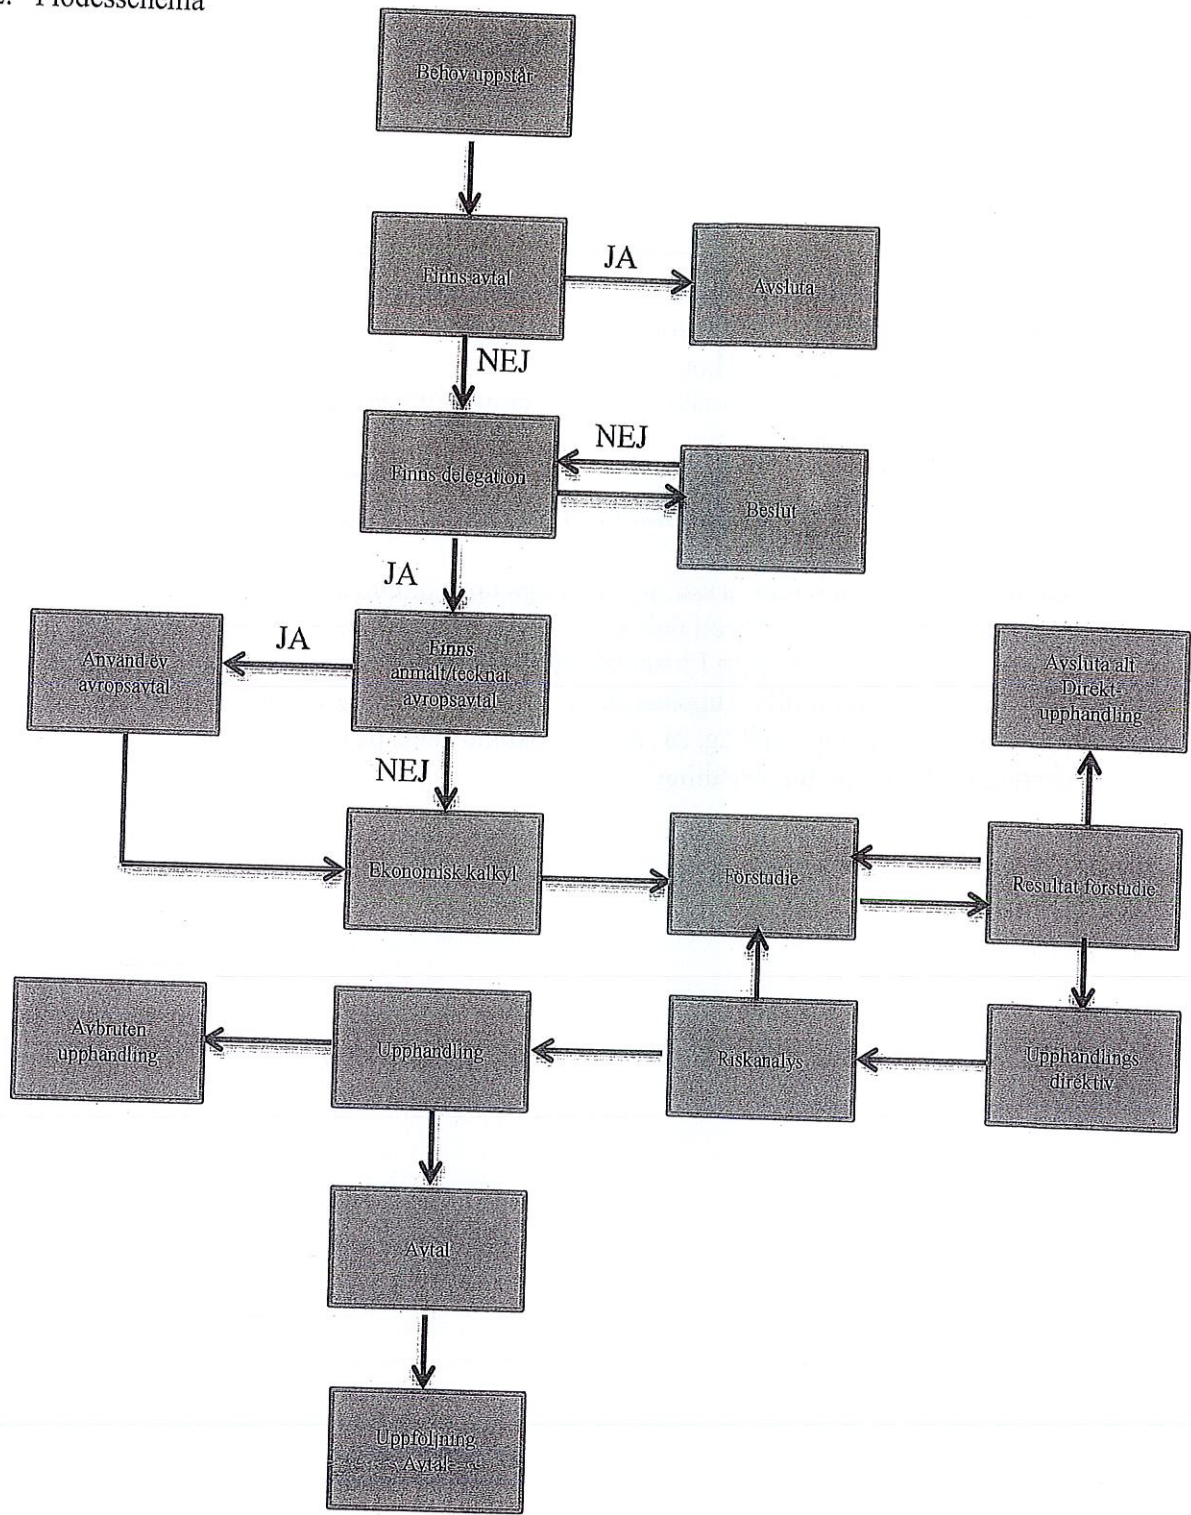 Flödesschema
Behov uppstår
Finns avtal
JA
Avsluta
NEJ
Finns delegation
NEJ
Beslut
JA
Finns
anmält/tecknat
avropsavtal
JA
Använd ev
avropsavtal
NEJ
Ekonomisk kalkyl
Förstudie
Resultat förstudie
Avsluta alt
Direkt-
upphandling
Upphandlings
direktiv
Riskanalys
Upphandling
Avbruten
upphandling
Avtal
Uppföljning
Avtal